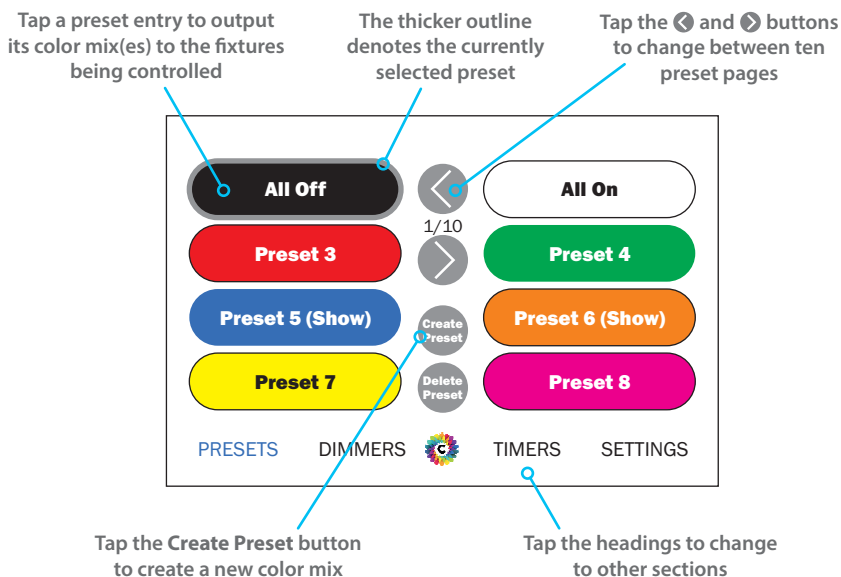 Tap a preset entry to output
its color mix(es) to the fixtures
being controlled
The thicker outline
denotes the currently
selected preset
Tap the and buttons
to change between ten
preset pages
All Off
All On
1/10
Preset 3
Preset 4
Preset 5 (Show)
Create
Preset
Preset 6 (Show)
Preset 7
Delete
Preset
Preset 8
PRESETS
DIMMERS
C
TIMERS
SETTINGS
Tap the Create Preset button
to create a new color mix
Tap the headings to change
to other sections